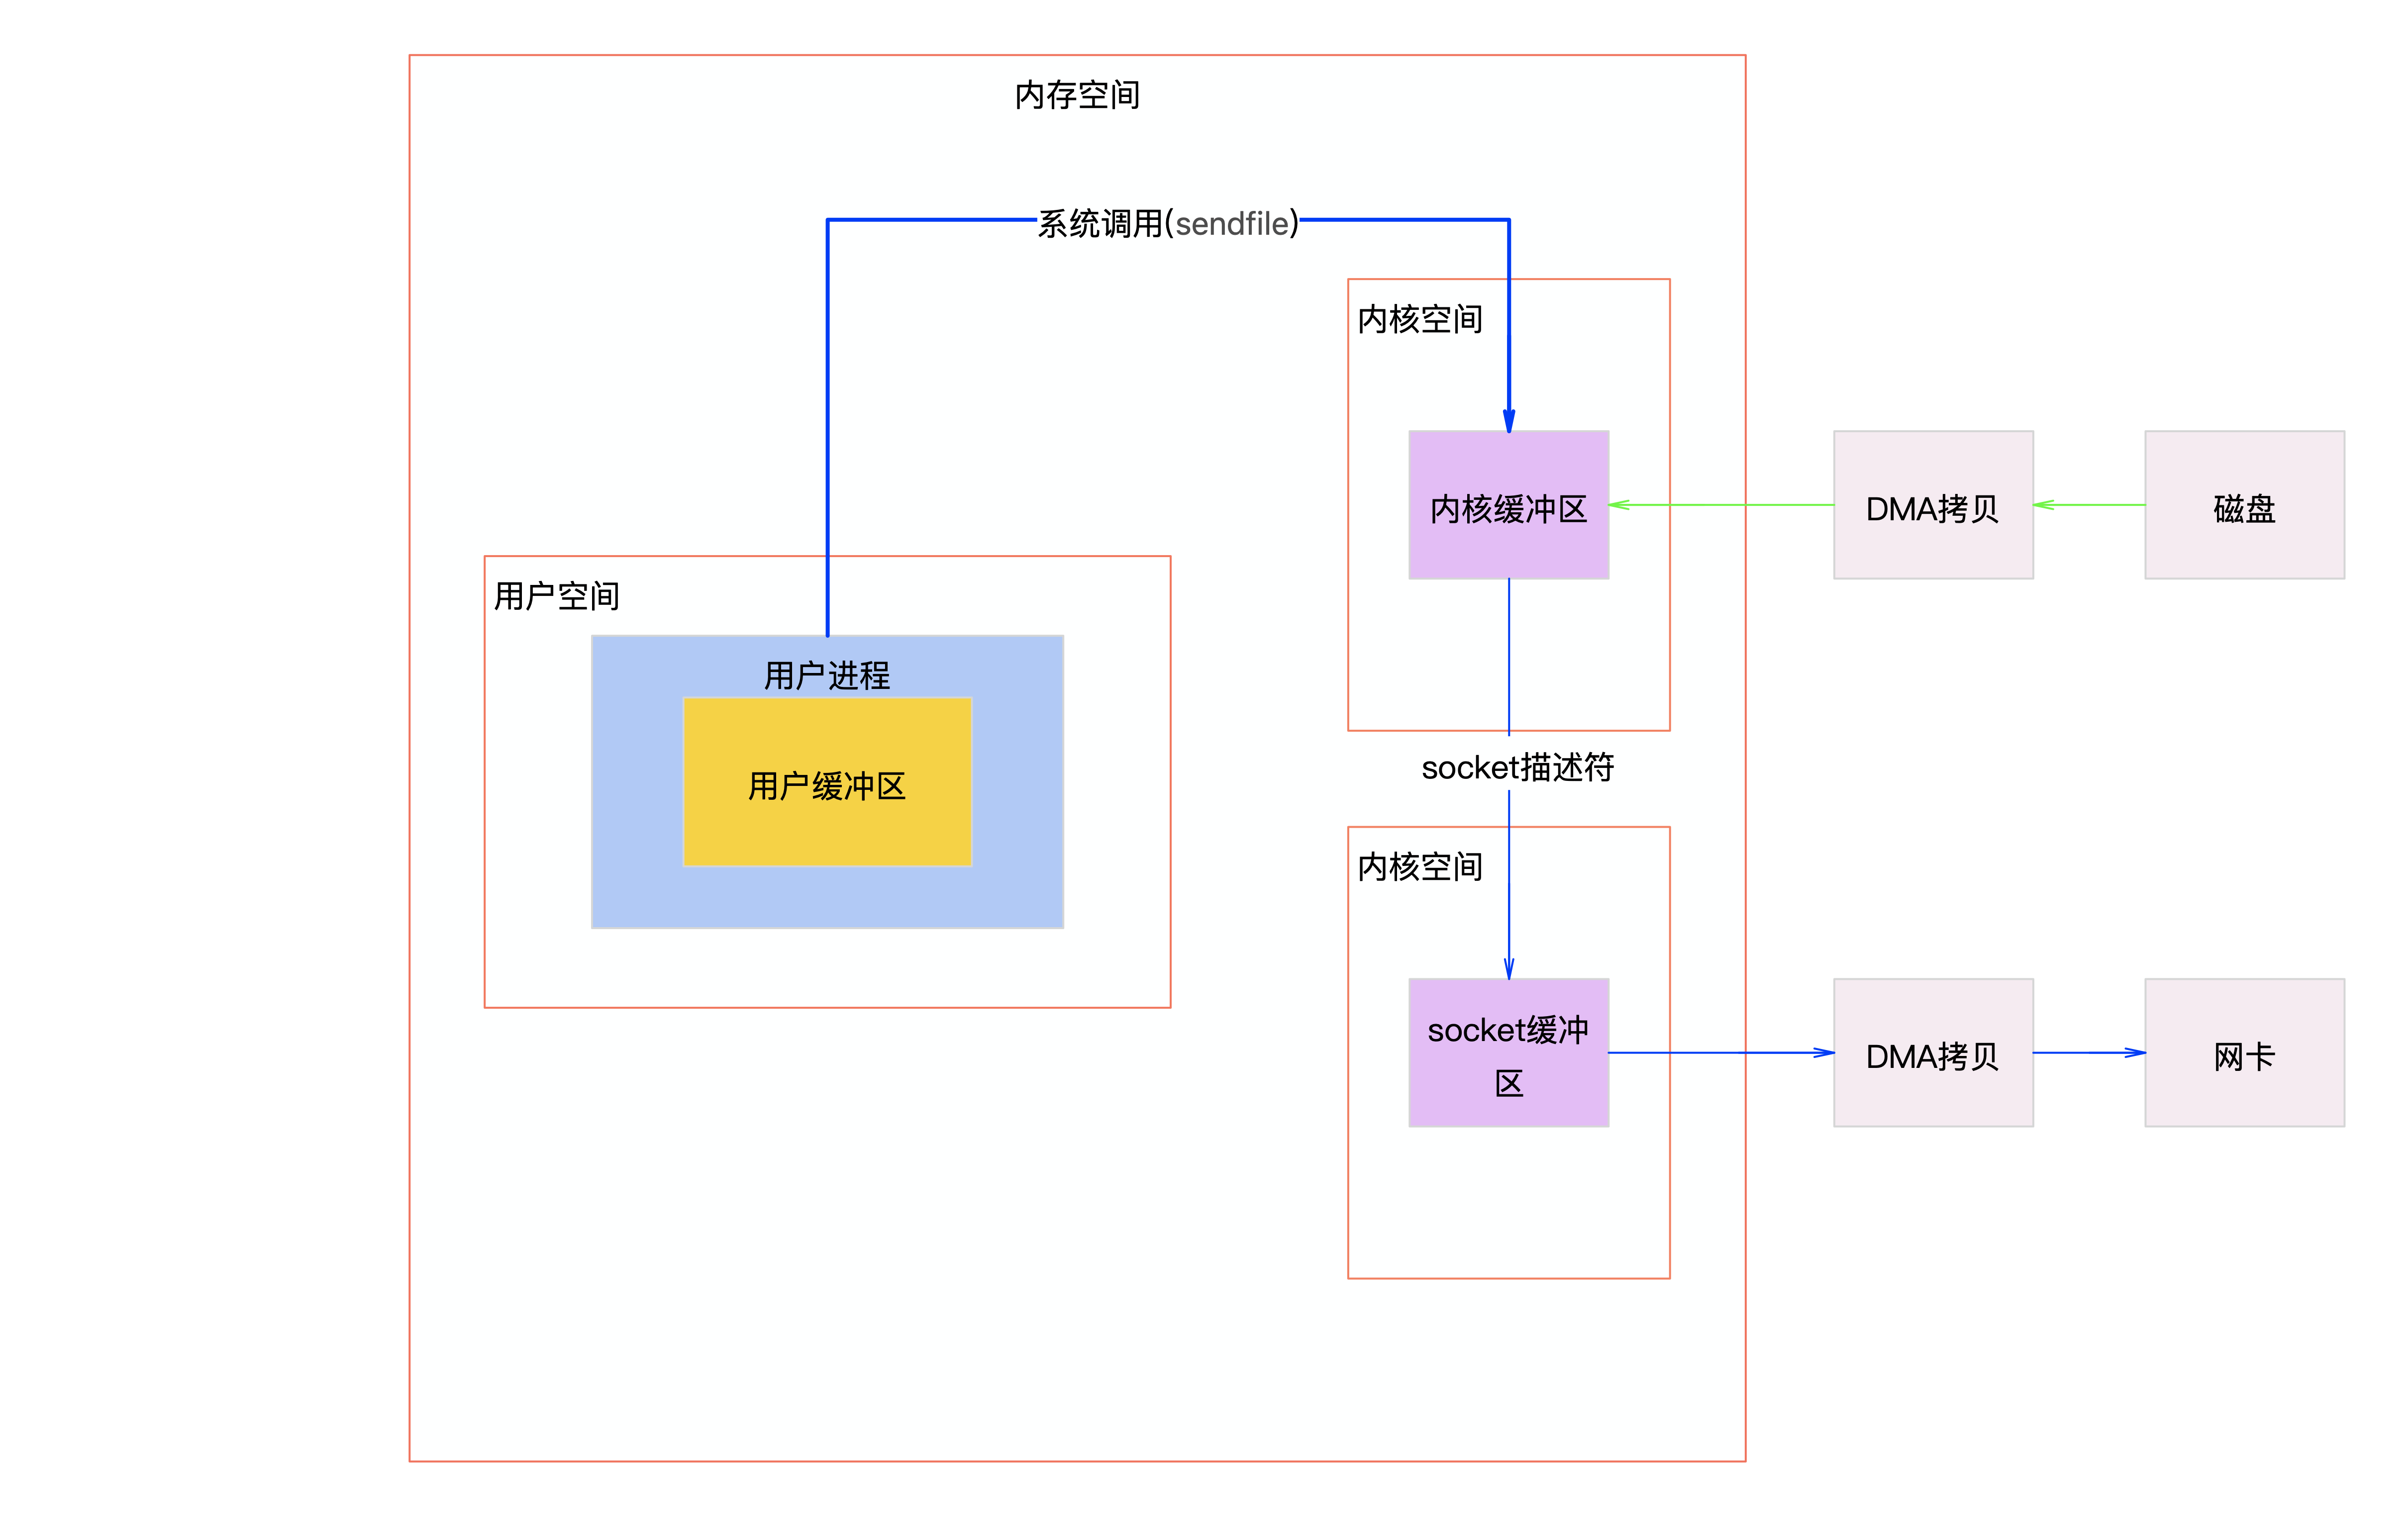 内存空间
系统调用(sendfile)
内核空间
内核缓冲区
DMA拷贝
磁盘
用户空间
用户进程
用户缓冲区
socket描述符
内核空间
socket缓冲
区
DMA拷贝
网卡